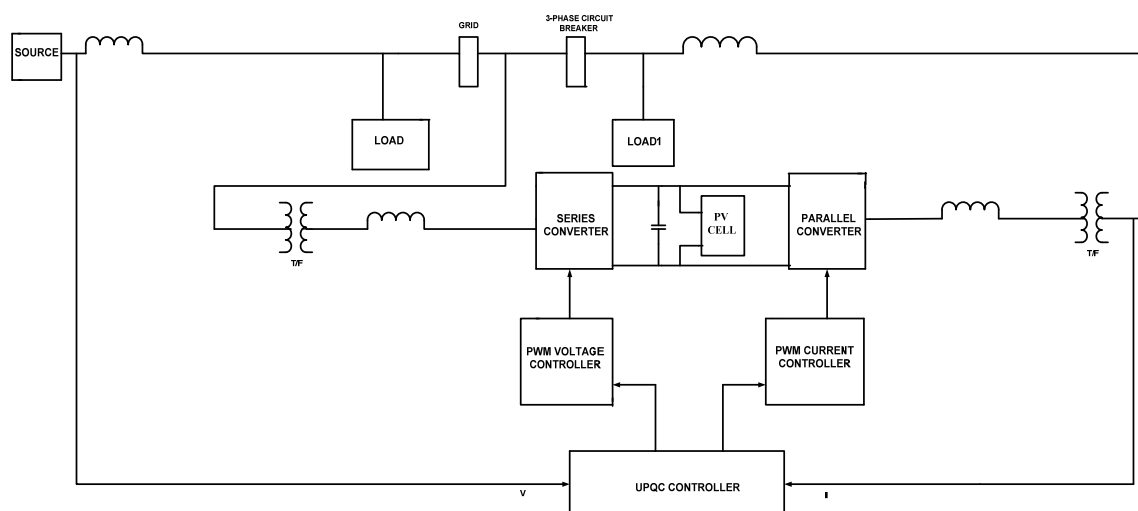 SOURCE
GRID
3-PHASE CIRCUIT
BREAKER
LOAD
LOAD1
T/F
SERIES
CONVERTER
PV
CELL
PARALLEL
CONVERTER
T/F
PWM VOLTAGE
CONTROLLER
PWM CURRENT
CONTROLLER
V
UPQC CONTROLLER
I